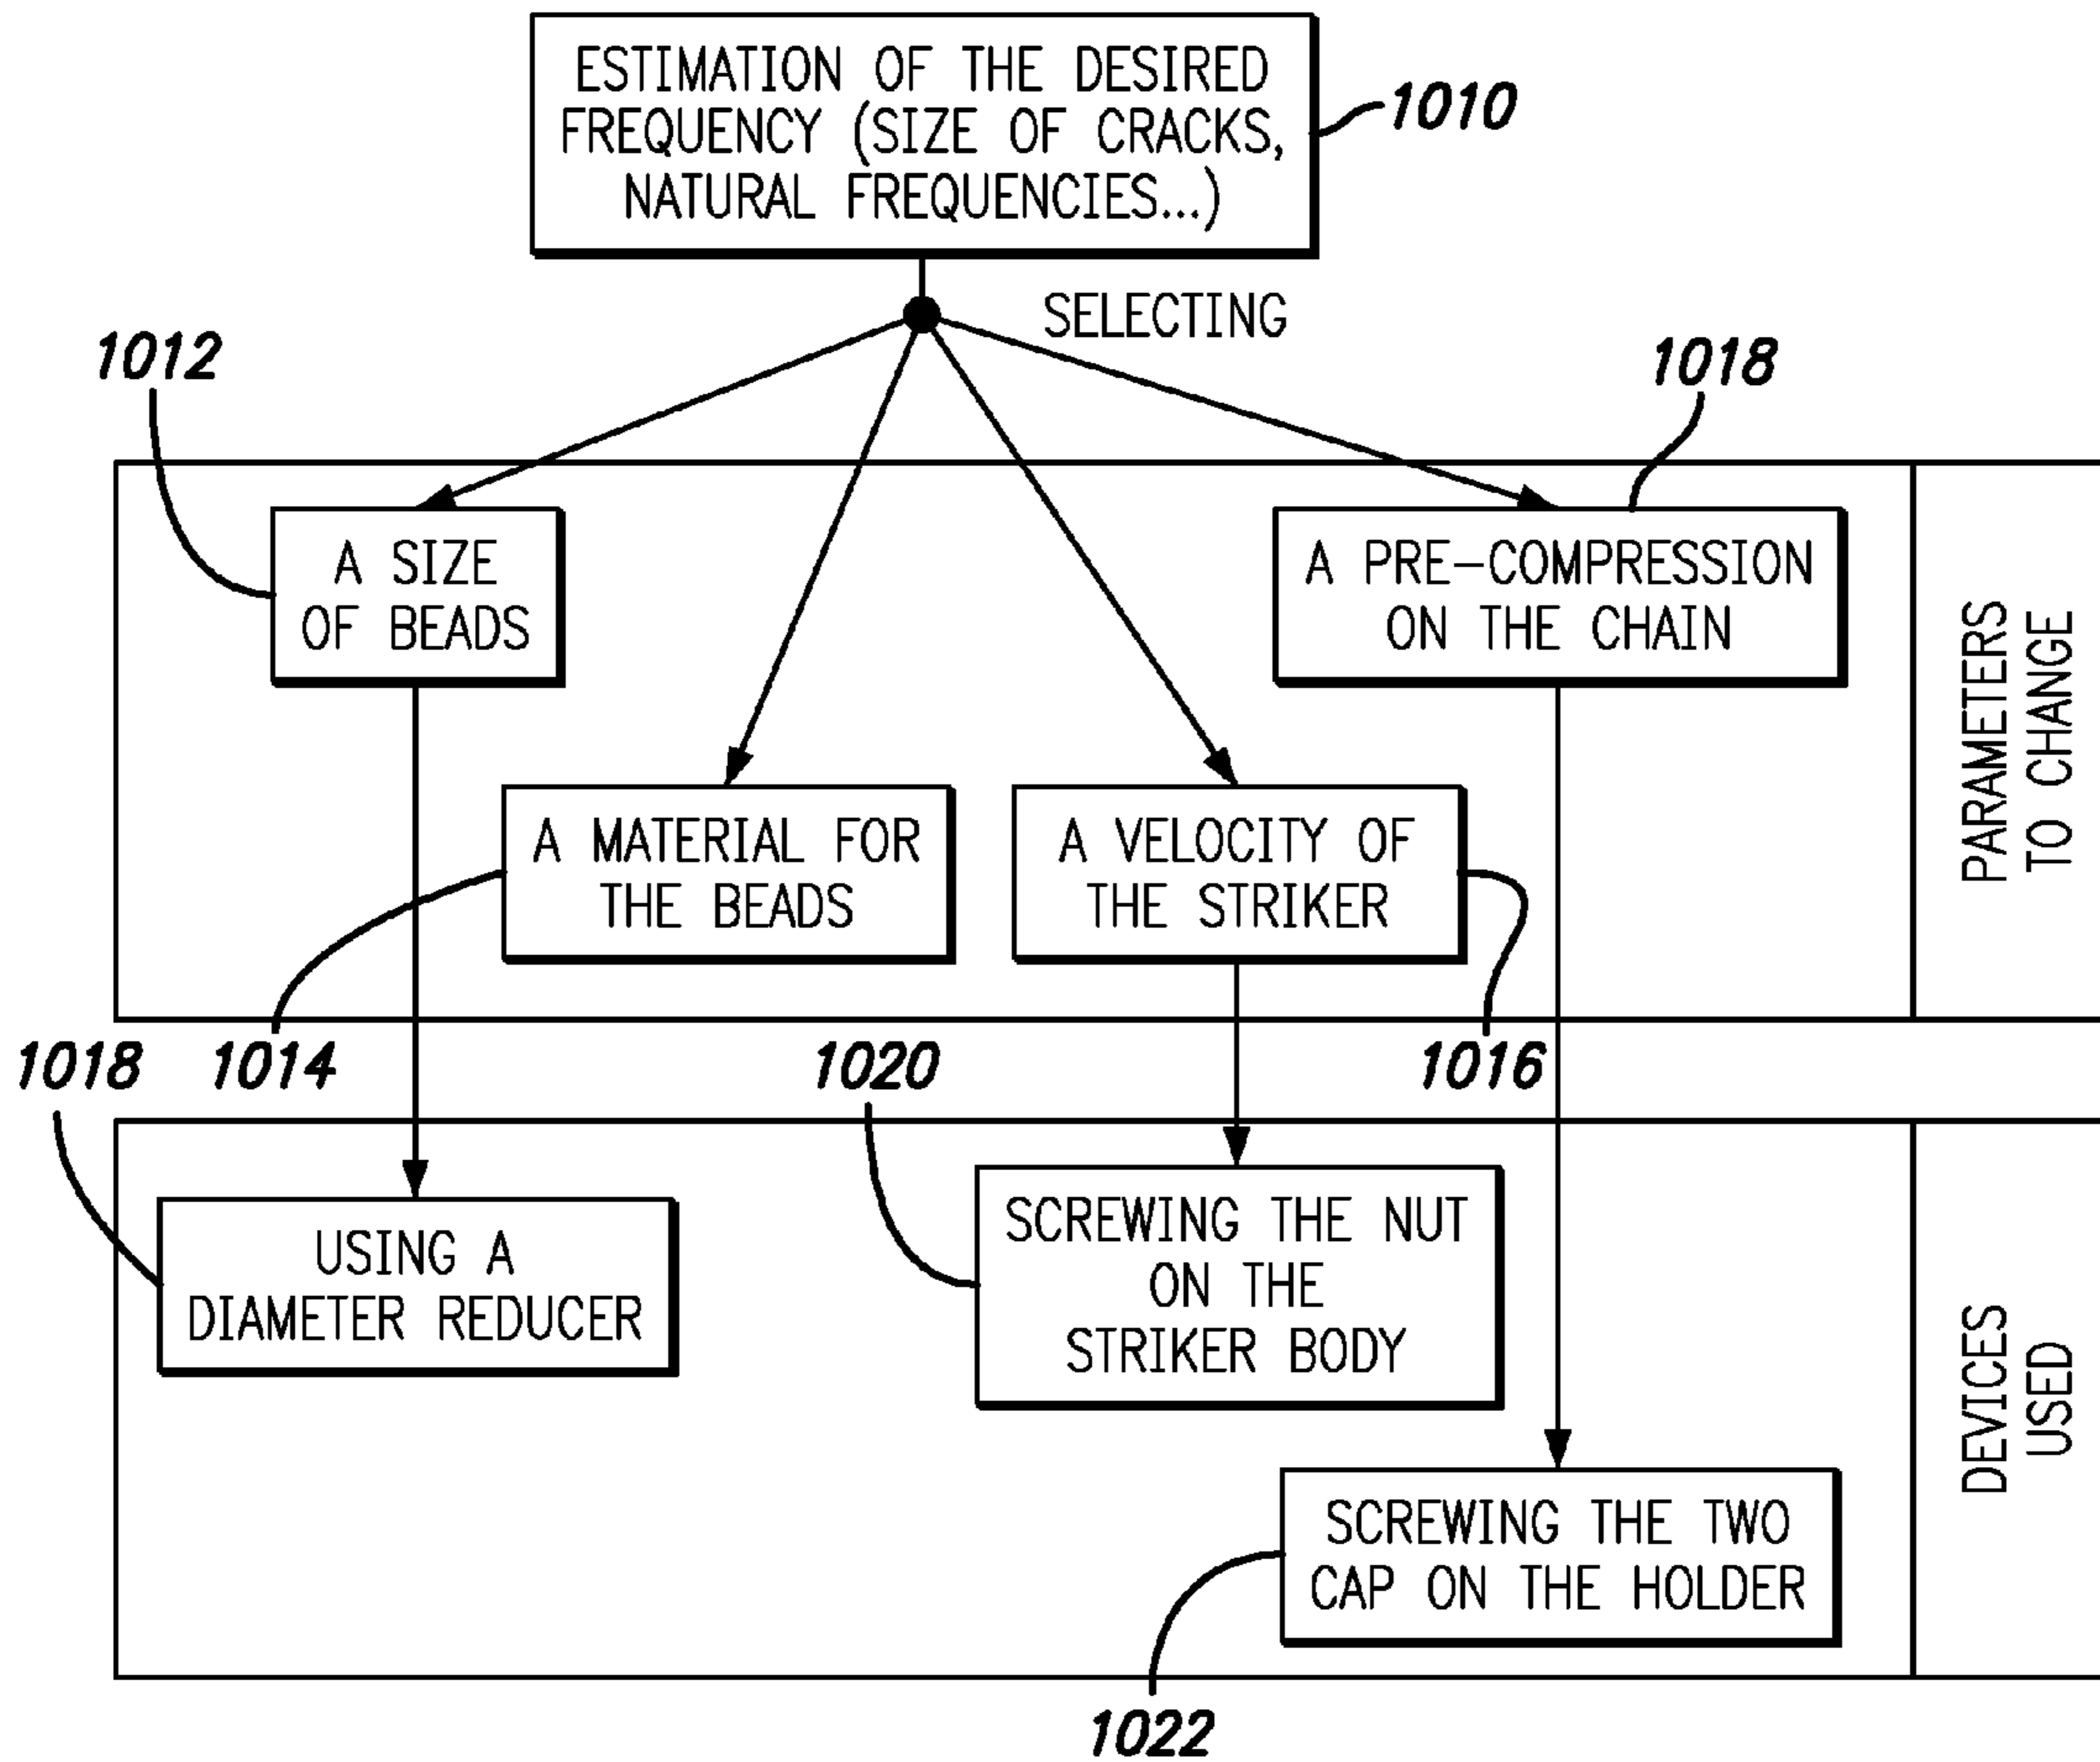 ESTIMATION OF THE DESIRED
FREQUENCY (SIZE OF CRACKS,
NATURAL FREQUENCIES...)
1010
SELECTING
1012
1018
A SIZE
OF BEADS
A PRE-COMPRESSION
ON THE CHAIN
A MATERIAL FOR
THE BEADS
A VELOCITY OF
THE STRIKER
PARAMETERS
TO CHANGE
1018
1014
1020
1016
USING A
DIAMETER REDUCER
SCREWING THE NUT
ON THE
STRIKER BODY
SCREWING THE TWO
CAP ON THE HOLDER
DEVICES
USED
1022